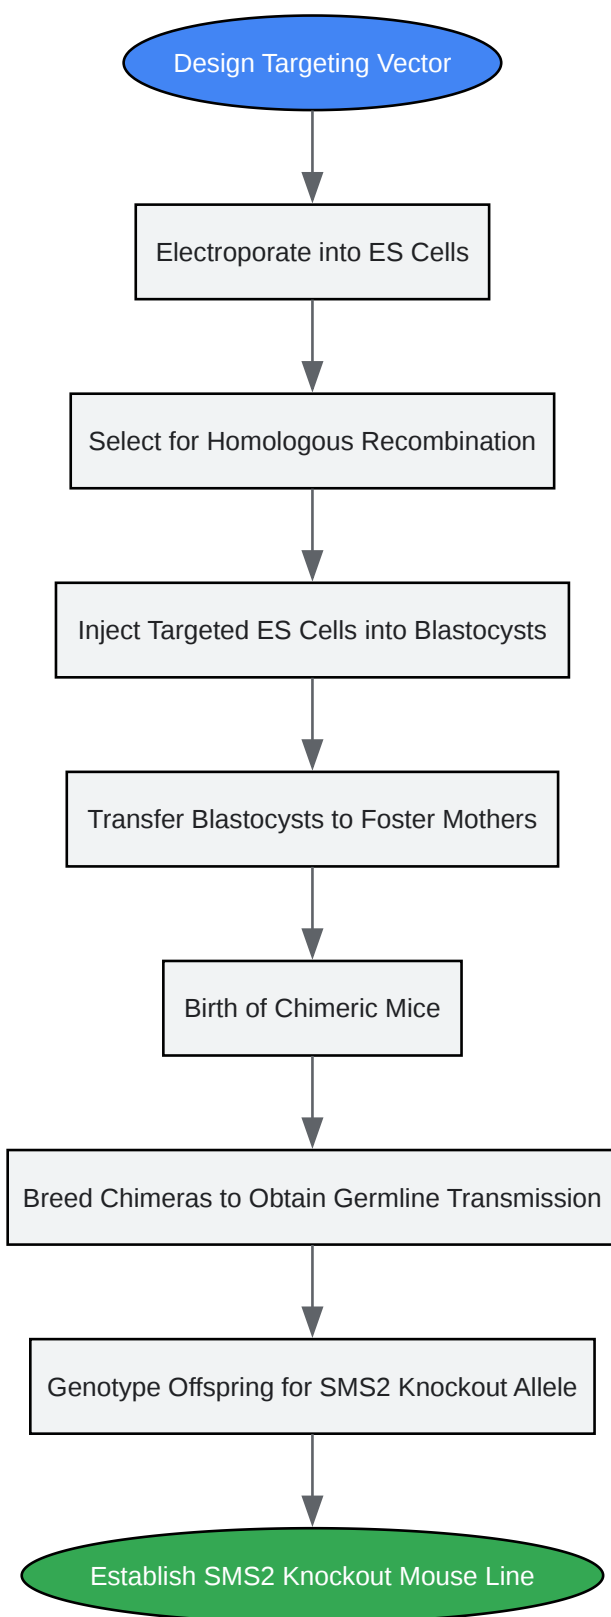 Design Targeting Vector
Electroporate into ES Cells
Select for Homologous Recombination
Inject Targeted ES Cells into Blastocysts
Transfer Blastocysts to Foster Mothers
Birth of Chimeric Mice
Breed Chimeras to Obtain Germline Transmission
Genotype Offspring for SMS2 Knockout Allele
Establish SMS2 Knockout Mouse Line